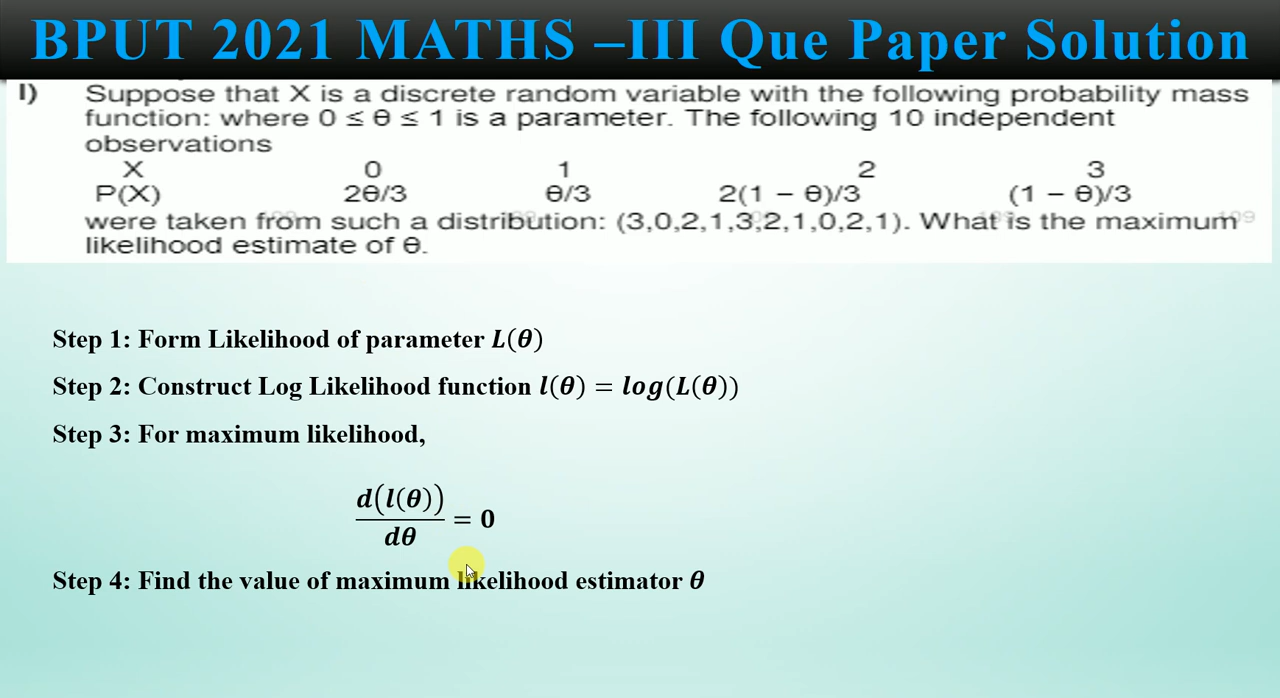 BPUT 2021 MATHS –III Que Paper Solution
l) Suppose that X is a discrete random variable with the following probability mass
function: where 0 ≤ θ ≤ 1 is a parameter. The following 10 independent
observations
X 0 1 2 3
P(X) 2θ/3 θ/3 2(1 − θ)/3 (1 − θ)/3
were taken from such a distribution: (3,0,2,1,3,2,1,0,2,1). What is the maximum
likelihood estimate of θ.
Step 1: Form Likelihood of parameter L(θ)
Step 2: Construct Log Likelihood function l(θ) = log(L(θ))
Step 3: For maximum likelihood,
d(l(θ))/dθ = 0
Step 4: Find the value of maximum likelihood estimator θ